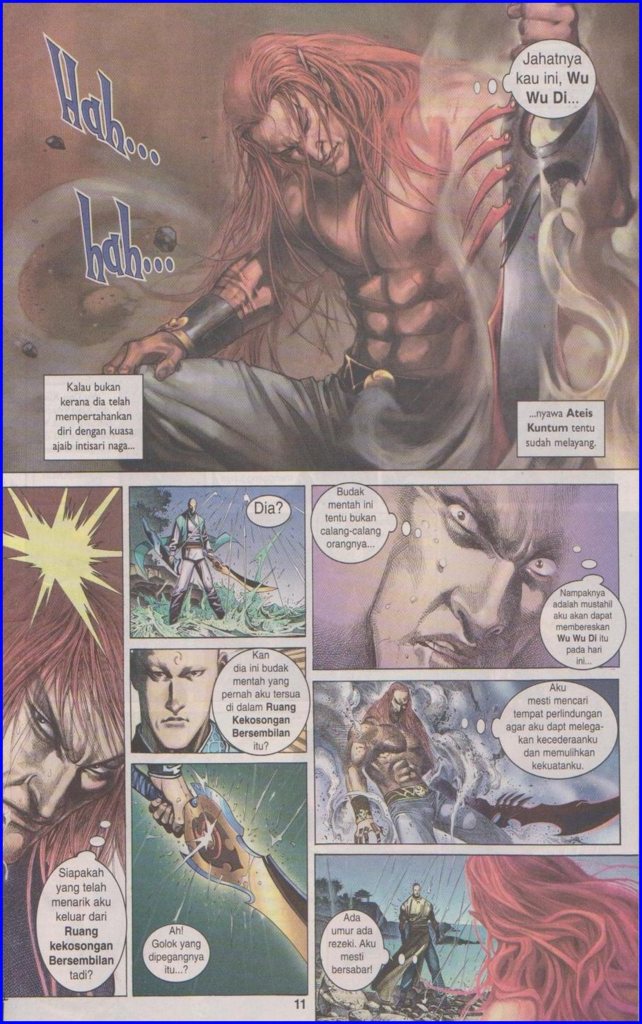 Hah...
hah...
Jahatnya
kau ini, Wu
Wu Di...
Kalau bukan
kerana dia telah
mempertahankan
diri dengan kuasa
ajaib intisari naga...
...nyawa Ateis
Kuntum tentu
sudah melayang.
Siapakah
yang telah
menarik aku
keluar dari
Ruang
kekosongan
Bersembilan
tadi?
Dia?
Kan
dia ini budak
mentah yang
pernah aku tersua
di dalam Ruang
Kekosongan
Bersembilan
itu?
Ah!
Golok yang
dipegangnya
itu...?
Budak
mentah ini
tentu bukan
calang-calang
orangnya...
Nampaknya
adalah mustahil
aku akan dapat
membereskan
Wu Wu Di itu
pada hari
ini...
Aku
mesti mencari
tempat perlindungan
agar aku dapt melega-
kan kecederaanku
dan memulihkan
kekuatanku.
Ada
umur ada
rezeki. Aku
mesti
bersabar!
11